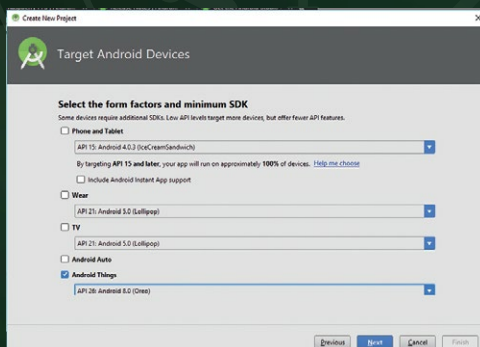 Create New Project
Target Android Devices
Select the form factors and minimum SDK
Some devices require additional SDKs. Low API levels target more devices, but offer fewer API features.
Phone and Tablet
API 15: Android 4.0.3 (IceCreamSandwich)
By targeting API 15 and later, your app will run on approximately 100% of devices. Help me choose
Include Android Instant App support
Wear
API 21: Android 5.0 (Lollipop)
TV
API 21: Android 5.0 (Lollipop)
Android Auto
Android Things
API 26: Android 8.0 (Oreo)
Previous Next Cancel Finish